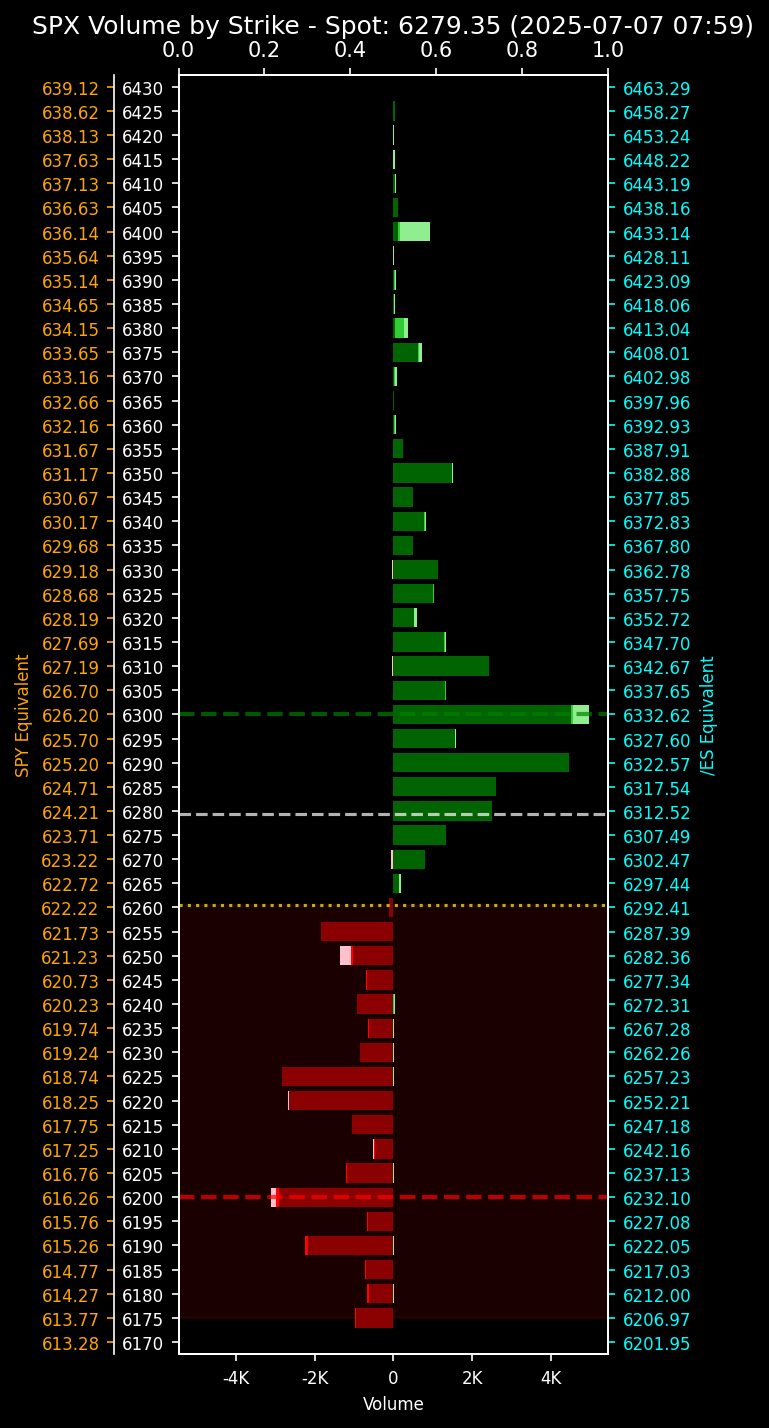 SPX Volume by Strike - Spot: 6279.35 (2025-07-07 07:59)
0.0 0.2 0.4 0.6 0.8 1.0
639.12 6430 6463.29
638.62 6425 6458.27
638.13 6420 6453.24
637.63 6415 6448.22
637.13 6410 6443.19
636.63 6405 6438.16
636.14 6400 6433.14
635.64 6395 6428.11
635.14 6390 6423.09
634.65 6385 6418.06
634.15 6380 6413.04
633.65 6375 6408.01
633.16 6370 6402.98
632.66 6365 6397.96
632.16 6360 6392.93
631.67 6355 6387.91
631.17 6350 6382.88
630.67 6345 6377.85
630.17 6340 6372.83
629.68 6335 6367.80
629.18 6330 6362.78
628.68 6325 6357.75
628.19 6320 6352.72
627.69 6315 6347.70
627.19 6310 6342.67
626.70 6305 6337.65
626.20 6300 6332.62
625.70 6295 6327.60
625.20 6290 6322.57
624.71 6285 6317.54
624.21 6280 6312.52
623.71 6275 6307.49
623.22 6270 6302.47
622.72 6265 6297.44
622.22 6260 6292.41
621.73 6255 6287.39
621.23 6250 6282.36
620.73 6245 6277.34
620.23 6240 6272.31
619.74 6235 6267.28
619.24 6230 6262.26
618.74 6225 6257.23
618.25 6220 6252.21
617.75 6215 6247.18
617.25 6210 6242.16
616.76 6205 6237.13
616.26 6200 6232.10
615.76 6195 6227.08
615.26 6190 6222.05
614.77 6185 6217.03
614.27 6180 6212.00
613.77 6175 6206.97
613.28 6170 6201.95
SPY Equivalent
/ES Equivalent
-4K -2K 0 2K 4K
Volume